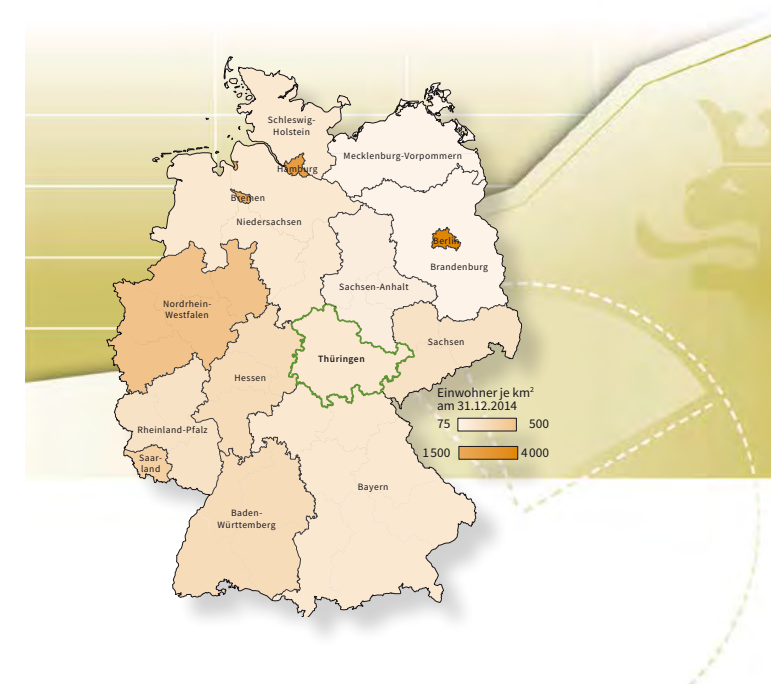 Schleswig-
Holstein
Mecklenburg-Vorpommern
Hamburg
Bremen
Niedersachsen
Berlin
Brandenburg
Sachsen-Anhalt
Nordrhein-
Westfalen
Sachsen
Thüringen
Hessen
Einwohner je km²
am 31.12.2014
75 500
1500 4000
Rheinland-Pfalz
Saar-
land
Bayern
Baden-
Württemberg